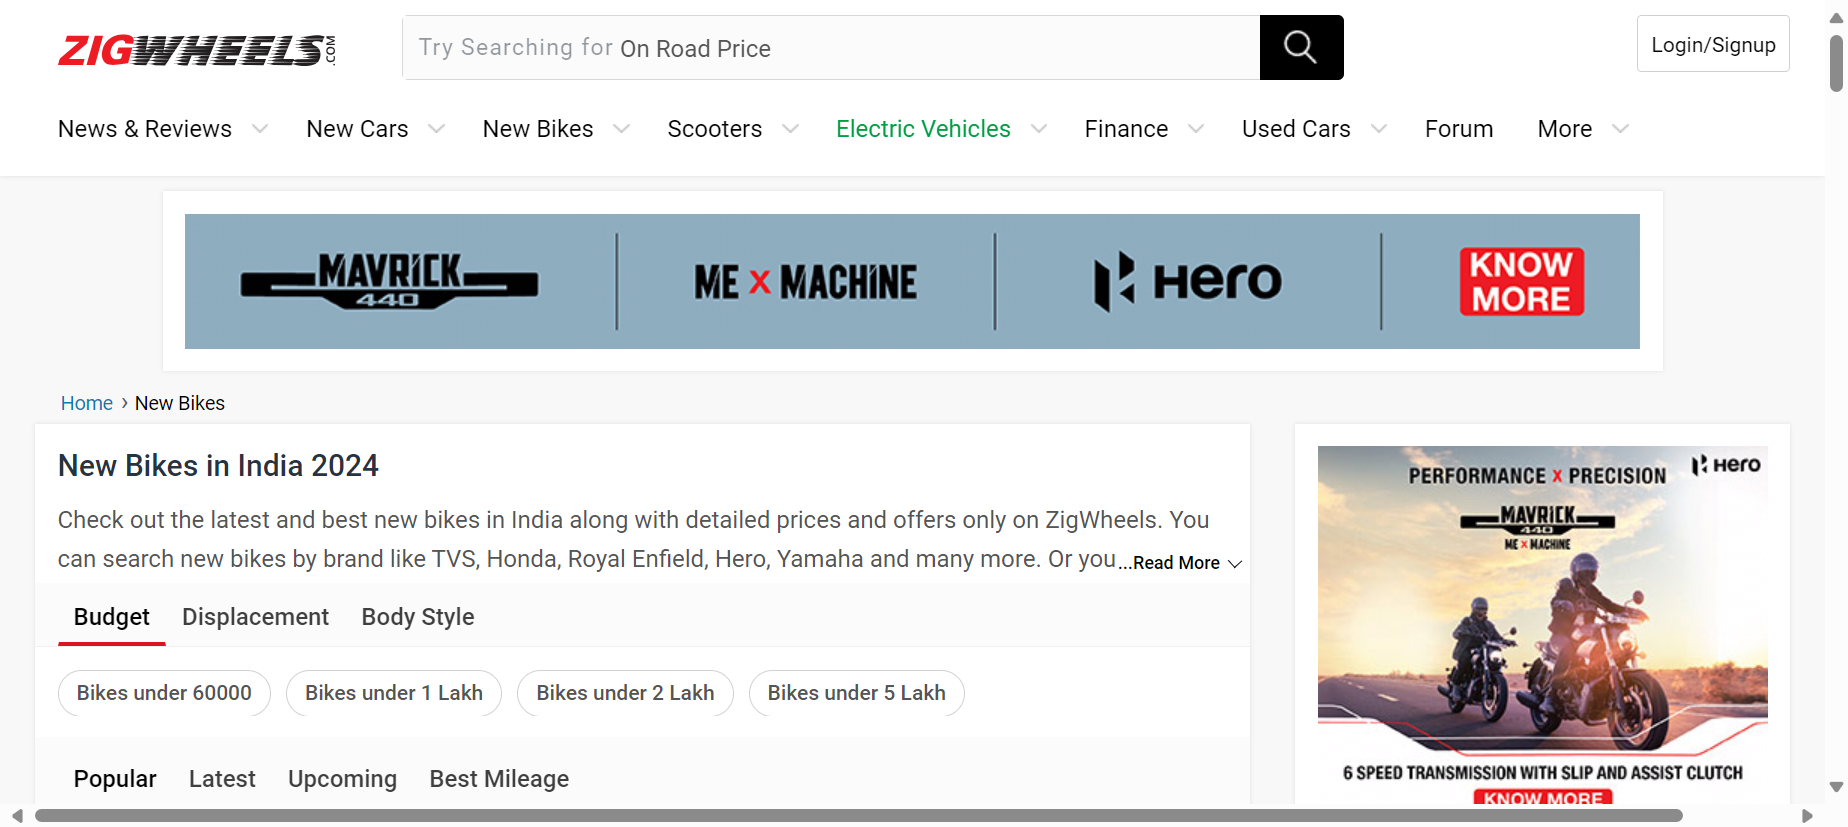 ZIGWHEELS.COM
Try Searching for On Road Price
Login/Signup
News & Reviews New Cars New Bikes Scooters Electric Vehicles Finance Used Cars Forum More
MAVRICK 440
ME X MACHINE
Hero
KNOW MORE
Home › New Bikes
New Bikes in India 2024
Check out the latest and best new bikes in India along with detailed prices and offers only on ZigWheels. You
can search new bikes by brand like TVS, Honda, Royal Enfield, Hero, Yamaha and many more. Or you ...Read More
Budget Displacement Body Style
Bikes under 60000 Bikes under 1 Lakh Bikes under 2 Lakh Bikes under 5 Lakh
Popular Latest Upcoming Best Mileage
Hero
PERFORMANCE X PRECISION
MAVRICK
440
ME X MACHINE
6 SPEED TRANSMISSION WITH SLIP AND ASSIST CLUTCH
KNOW MORE